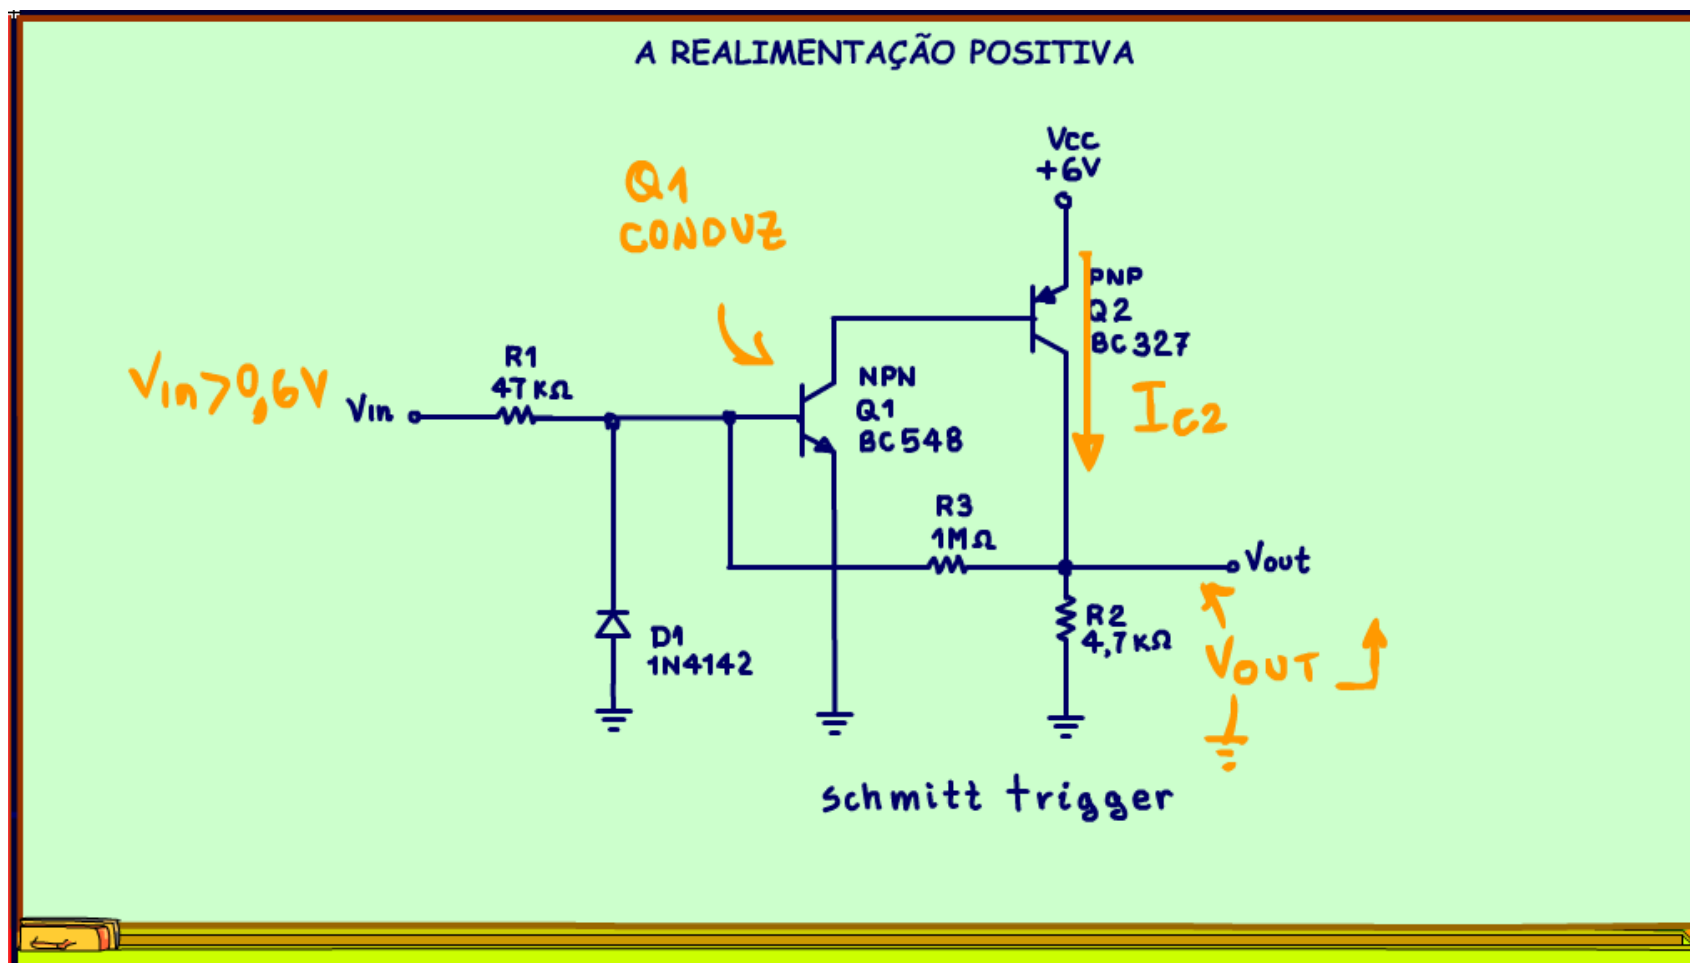 A REALIMENTAÇÃO POSITIVA
Vcc
+6V
Q1
CONDUZ
PNP
Q2
BC327
R1
47KΩ
Vin>0,6V
Vin
NPN
Q1
BC548
Ic2
R3
1MΩ
Vout
R2
4,7KΩ
D1
1N4142
VOUT
schmitt trigger